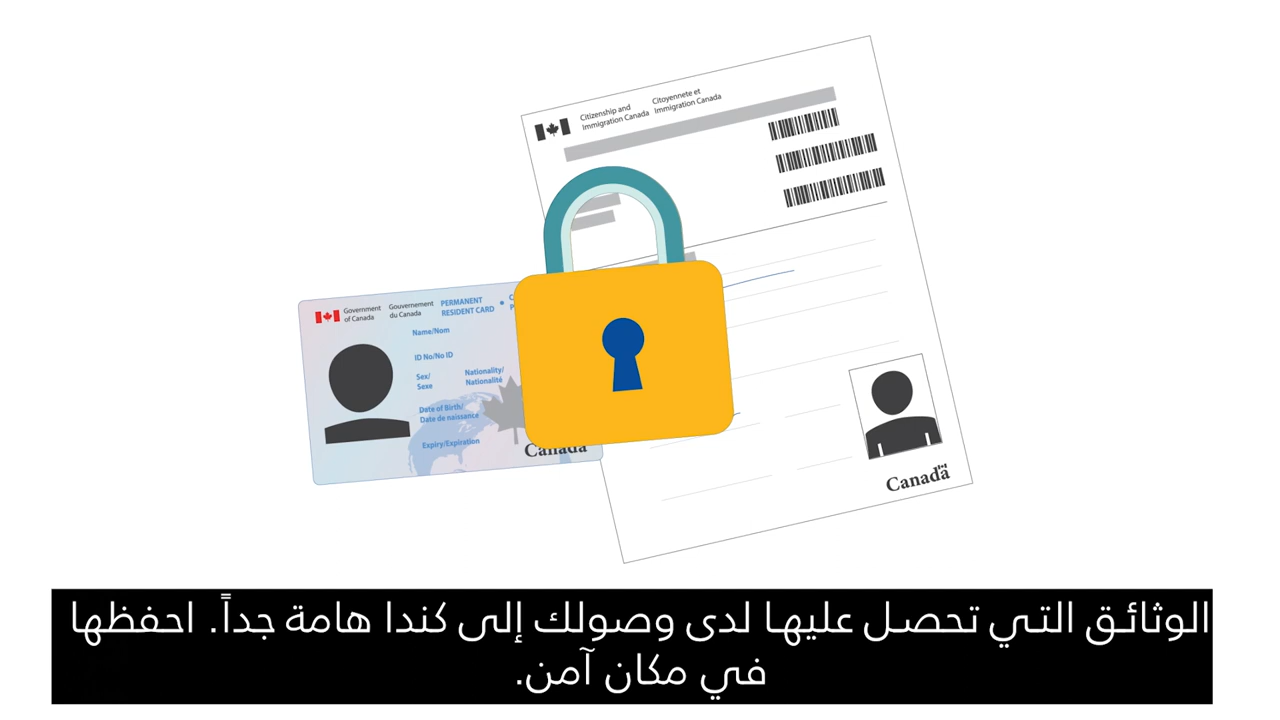 Citizenship and
Immigration Canada
Citoyennete et
Immigration Canada
Government
of Canada
Gouvernement
du Canada
PERMANENT
RESIDENT CARD
Name/Nom
ID No/No ID
Sex/
Sexe
Nationality/
Nationalité
Date of Birth/
Date de naissance
Expiry/Expiration
Canada
Canada
الوثائق التي تحصل عليها لدى وصولك إلى كندا هامة جداً. احفظها
في مكان آمن.